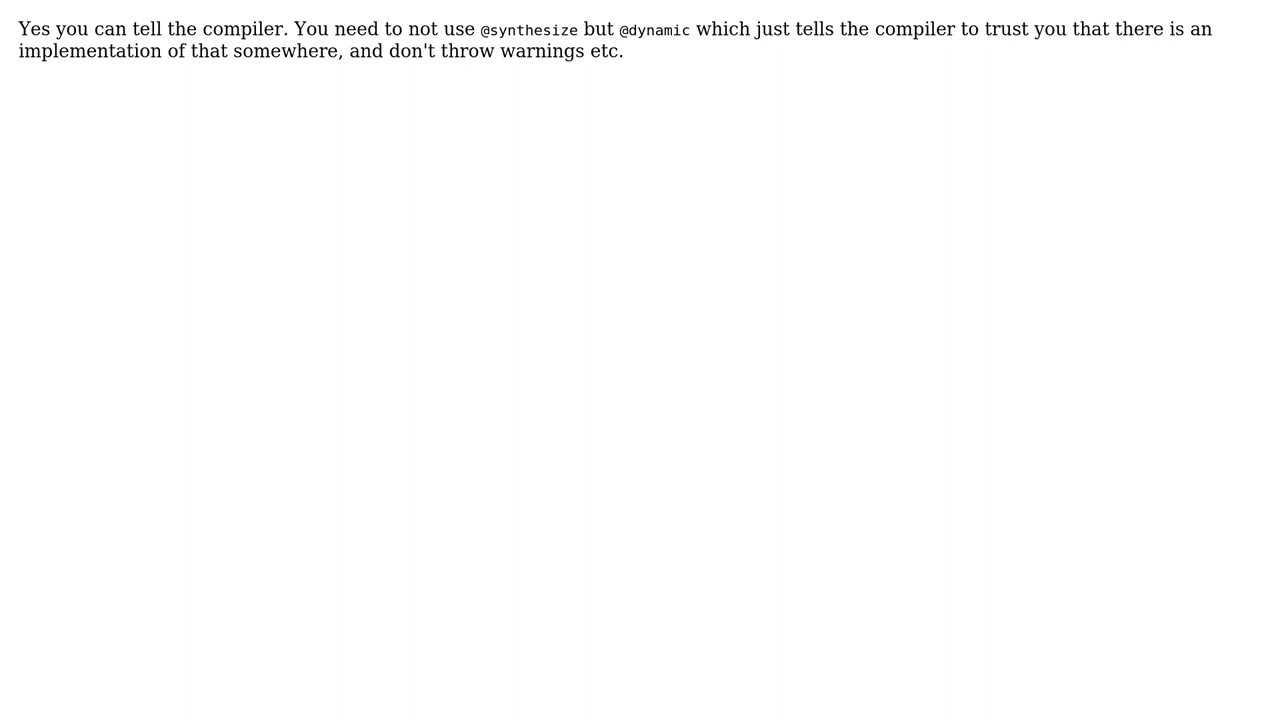 Yes you can tell the compiler. You need to not use @synthesize but @dynamic which just tells the compiler to trust you that there is an
implementation of that somewhere, and don't throw warnings etc.